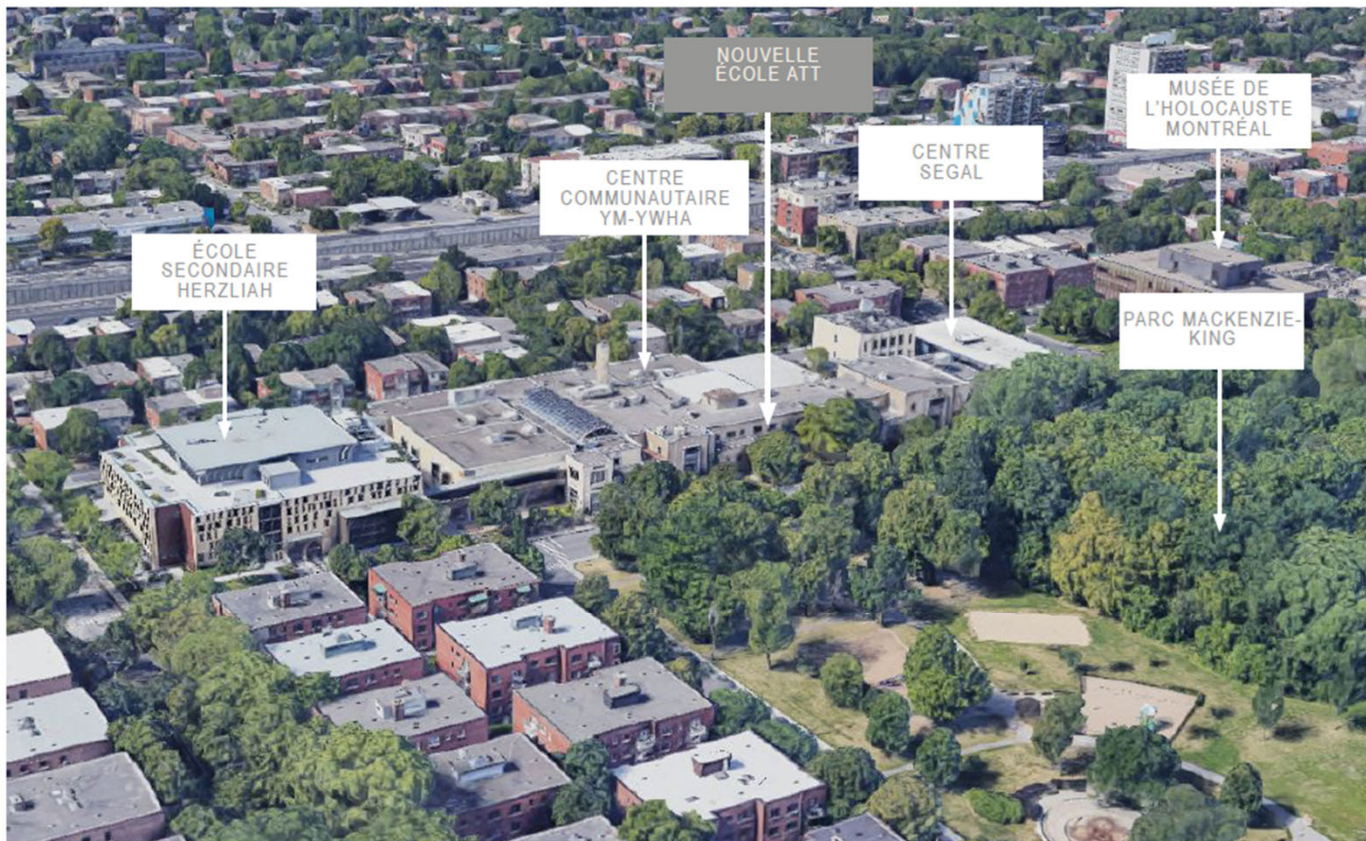 NOUVELLE
ÉCOLE ATT
MUSÉE DE
L'HOLOCAUSTE
MONTRÉAL
CENTRE
SEGAL
CENTRE
COMMUNAUTAIRE
YM-YWHA
ÉCOLE
SECONDAIRE
HERZLIAH
PARC MACKENZIE-
KING